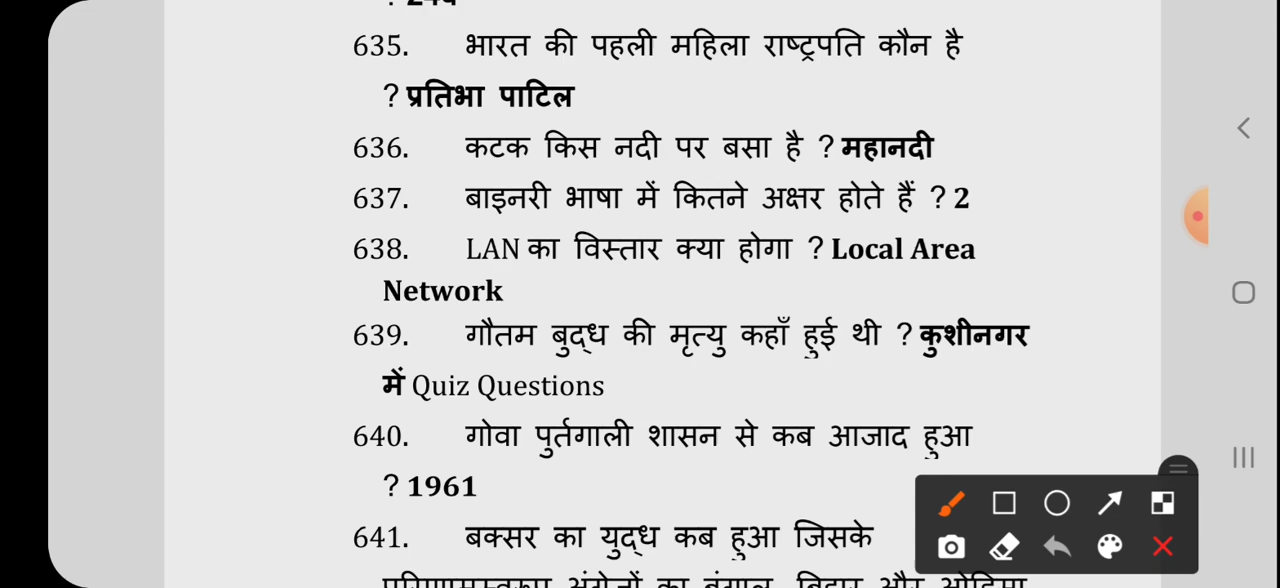 635. भारत की पहली महिला राष्ट्रपति कौन है
? प्रतिभा पाटिल
636. कटक किस नदी पर बसा है ? महानदी
637. बाइनरी भाषा में कितने अक्षर होते हैं ? 2
638. LAN का विस्तार क्या होगा ? Local Area
Network
639. गौतम बुद्ध की मृत्यु कहाँ हुई थी ? कुशीनगर
में Quiz Questions
640. गोवा पुर्तगाली शासन से कब आजाद हुआ
? 1961
641. बक्सर का युद्ध कब हुआ जिसके